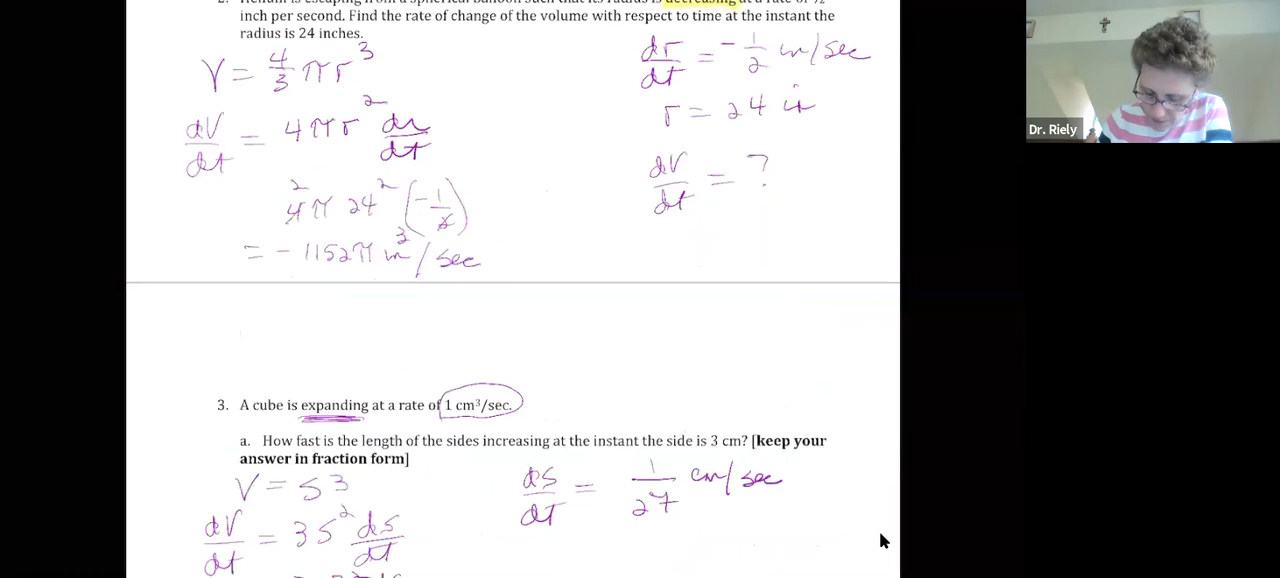 inch per second. Find the rate of change of the volume with respect to time at the instant the
radius is 24 inches.
V = 4/3 πr³
dr/dt = - 1/2 in/sec
r = 24 in
dV/dt = 4πr² dr/dt
dV/dt = ?
4π 24² (-1/2)
2
= - 1152π in³/sec
3. A cube is expanding at a rate of 1 cm³/sec.
a. How fast is the length of the sides increasing at the instant the side is 3 cm? [keep your
answer in fraction form]
V = s³
ds/dt = 1/27 cm/sec
dV/dt = 3s² ds/dt
Dr. Riely